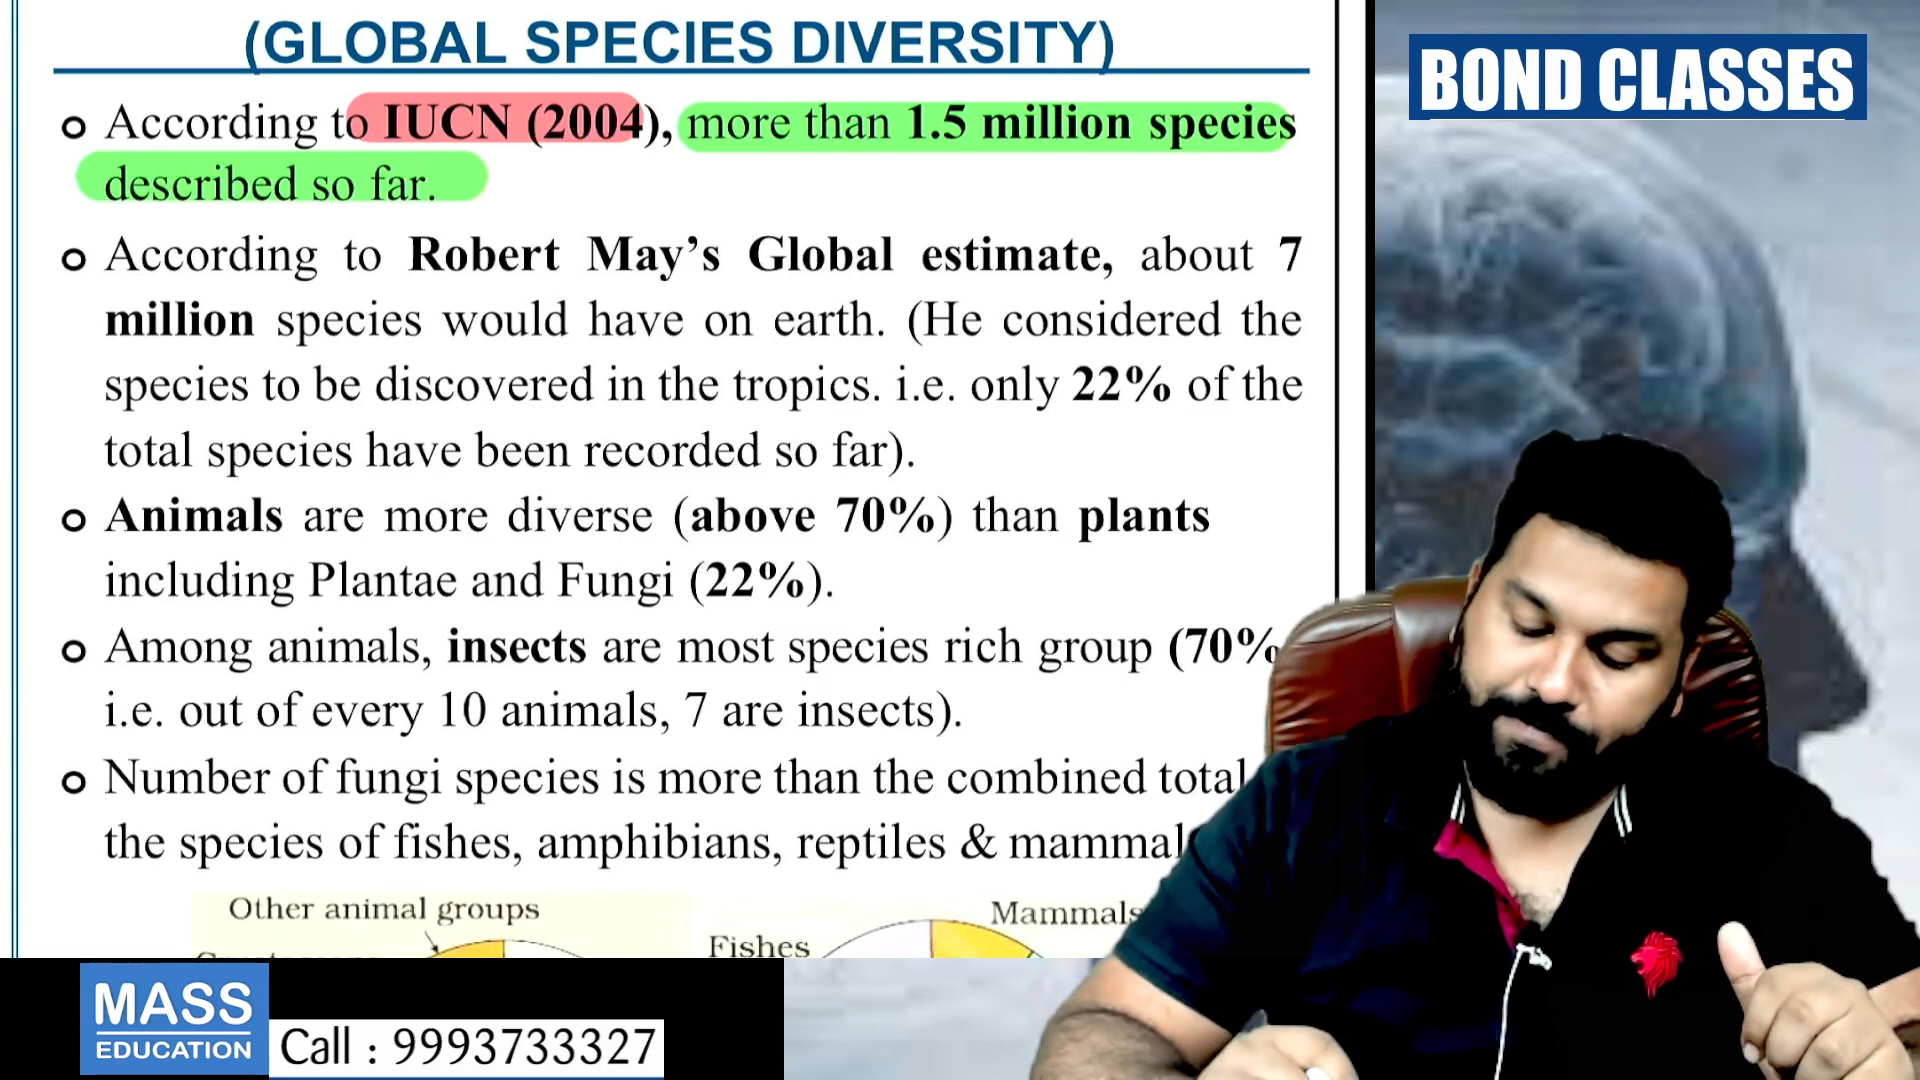 (GLOBAL SPECIES DIVERSITY)
BOND CLASSES
o According to IUCN (2004), more than 1.5 million species
described so far.
o According to Robert May's Global estimate, about 7
million species would have on earth. (He considered the
species to be discovered in the tropics. i.e. only 22% of the
total species have been recorded so far).
o Animals are more diverse (above 70%) than plants
including Plantae and Fungi (22%).
o Among animals, insects are most species rich group (70%
i.e. out of every 10 animals, 7 are insects).
o Number of fungi species is more than the combined total
the species of fishes, amphibians, reptiles & mammal
Other animal groups
Mammals
Fishes
MASS
EDUCATION
Call : 9993733327